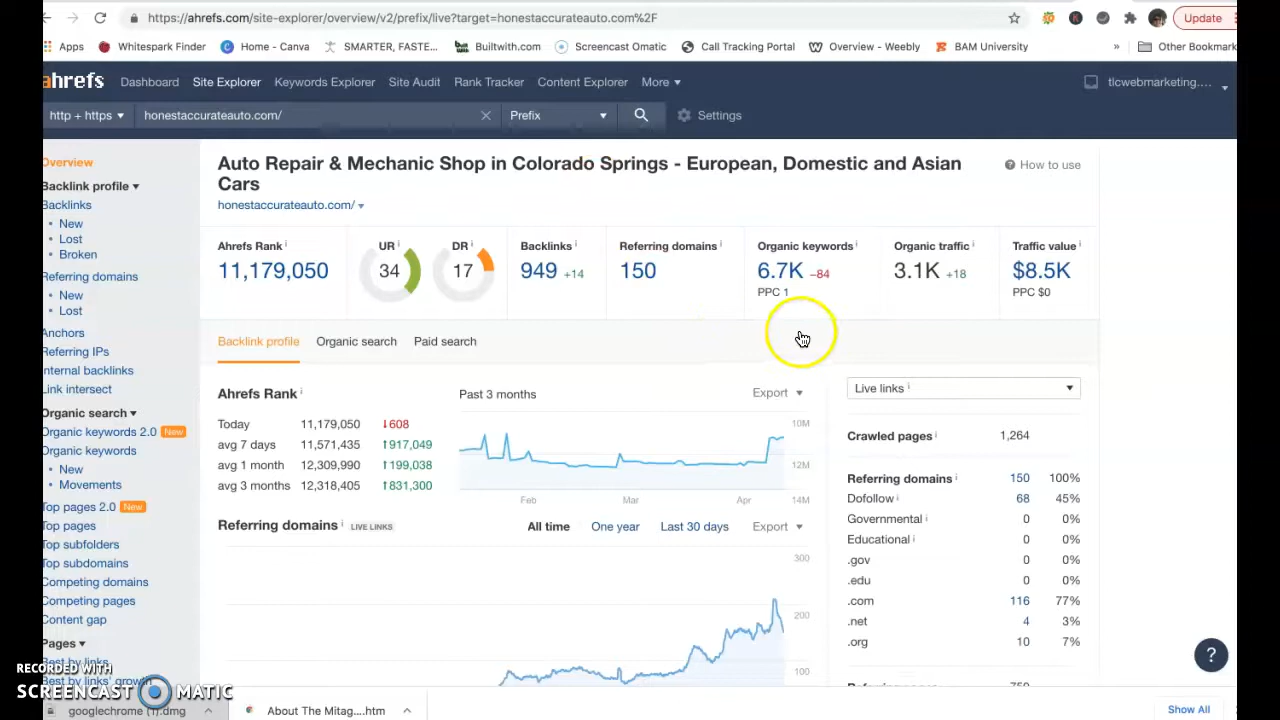 https://ahrefs.com/site-explorer/overview/v2/prefix/live?target=honestaccurateauto.com%2F
Update
Apps
Whitespark Finder
Home - Canva
SMARTER, FASTE...
Builtwith.com
Screencast Omatic
Call Tracking Portal
Overview - Weebly
BAM University
»
Other Bookmark
ahrefs
Dashboard
Site Explorer
Keywords Explorer
Site Audit
Rank Tracker
Content Explorer
More
tlcwebmarketing....
http + https
honestaccurateauto.com/
Prefix
Settings
Overview
Backlink profile
Backlinks
New
Lost
Broken
Referring domains
New
Lost
Anchors
Referring IPs
Internal backlinks
Link intersect
Organic search
Organic keywords 2.0 New
Organic keywords
New
Movements
Top pages 2.0 New
Top pages
Top subfolders
Top subdomains
Competing domains
Competing pages
Content gap
Pages
Best by links
Best by links' growth
Auto Repair & Mechanic Shop in Colorado Springs - European, Domestic and Asian
Cars
How to use
honestaccurateauto.com/
Ahrefs Rank
11,179,050
UR
34
DR
17
Backlinks
949 +14
Referring domains
150
Organic keywords
6.7K −84
PPC 1
Organic traffic
3.1K +18
Traffic value
$8.5K
PPC $0
Backlink profile
Organic search
Paid search
Ahrefs Rank
Today 11,179,050 ↓608
avg 7 days 11,571,435 ↑917,049
avg 1 month 12,309,990 ↑199,038
avg 3 months 12,318,405 ↑831,300
Past 3 months
Export
10M
12M
14M
Feb
Mar
Apr
Referring domains LIVE LINKS
All time
One year
Last 30 days
Export
300
200
100
Live links
Crawled pages 1,264
Referring domains 150 100%
Dofollow 68 45%
Governmental 0 0%
Educational 0 0%
.gov 0 0%
.edu 0 0%
.com 116 77%
.net 4 3%
.org 10 7%
?
RECORDED WITH
SCREENCAST MATIC
googlechrome (1).dmg
About The Mitag....htm
Show All